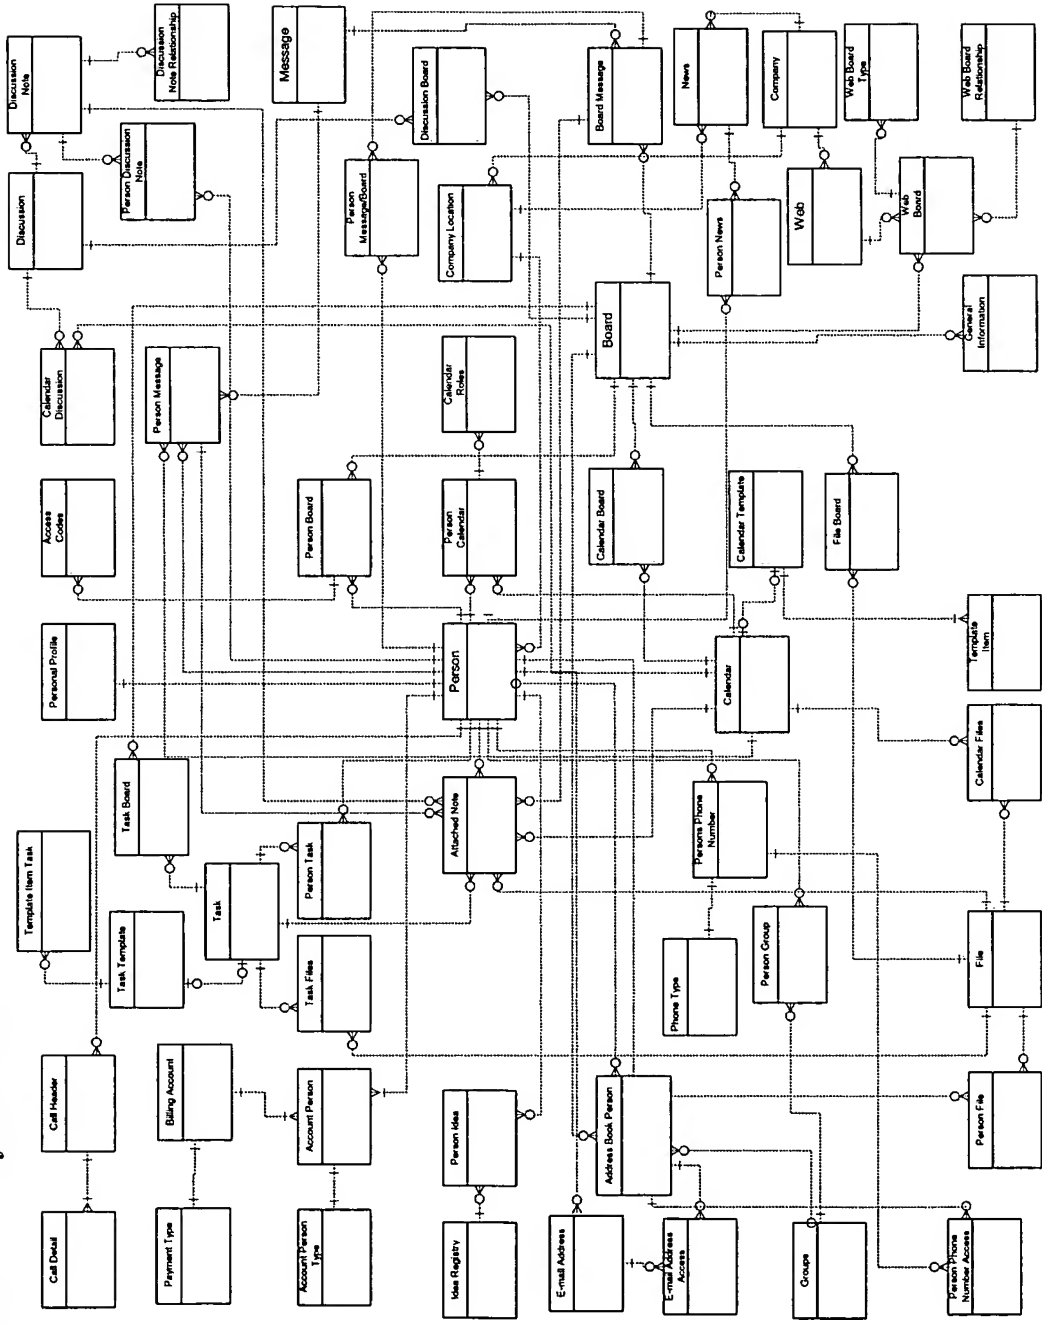 Call Detail
Call Header
Template Item Task
Personal Profile
Access
Codes
Calendar
Discussion
Discussion
Discussion
Note
Payment Type
Billing Account
Task Template
Task Board
Person Message
Person Discussion
Note
Discussion
Note Relationship
Task
Account Person
Type
Account Person
Task Files
Person Task
Person Board
Message
Person
Message/Board
Idea Registry
Person Idea
Attached Note
Person
Person
Calendar
Calendar
Roles
Company Location
Discussion Board
E-mail Address
Address Book Person
Calendar Board
Board
Board Message
E-mail Address
Access
Phone Type
Persons Phone
Number
Calendar
Calendar Template
Person News
News
Groups
Person Group
File Board
Web
Company
Web Board
Type
Web
Board
Person Phone
Number Access
Person File
File
Calendar Files
Template
Item
General
Information
Web Board
Relationship